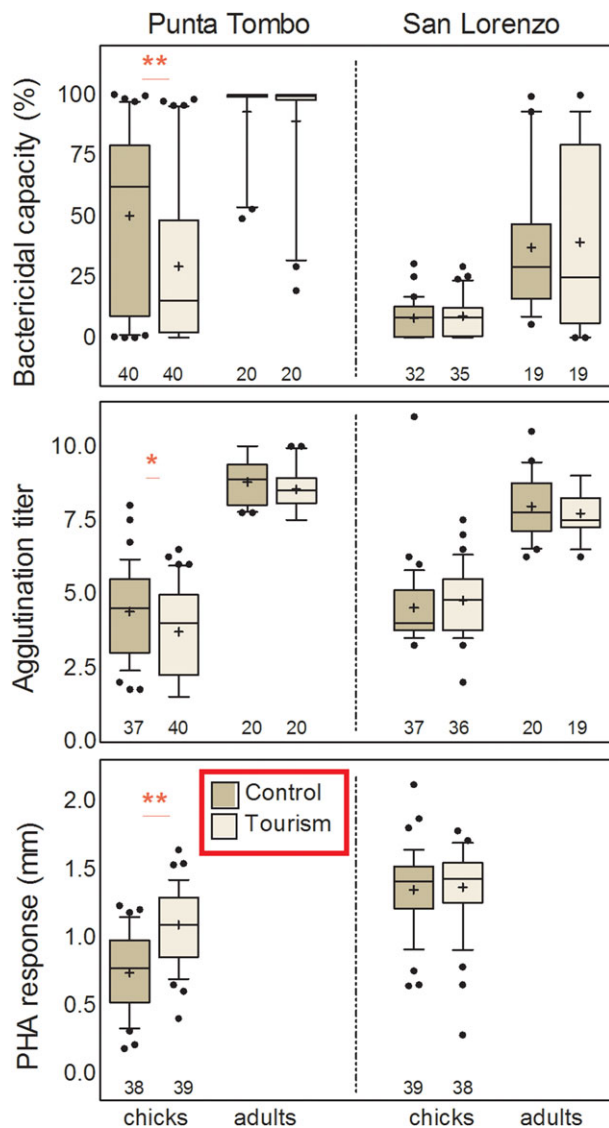 Punta Tombo San Lorenzo
Bactericidal capacity (%)
100
75
50
25
0
**
40 40 20 20 32 35 19 19
Agglutination titer
10.0
7.5
5.0
2.5
0.0
*
37 40 20 20 37 36 20 19
PHA response (mm)
2.0
1.5
1.0
0.5
0.0
**
Control
Tourism
38 39 39 38
chicks adults chicks adults